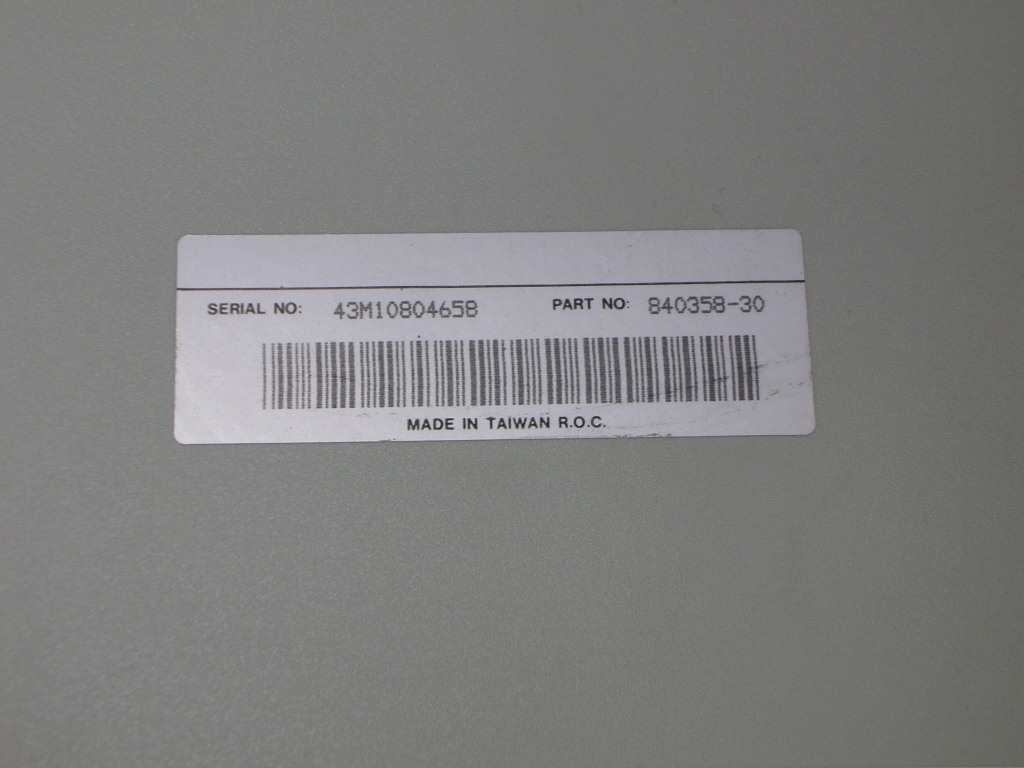 SERIAL NO: 43M10804658 PART NO: 840358-30
MADE IN TAIWAN R.O.C.